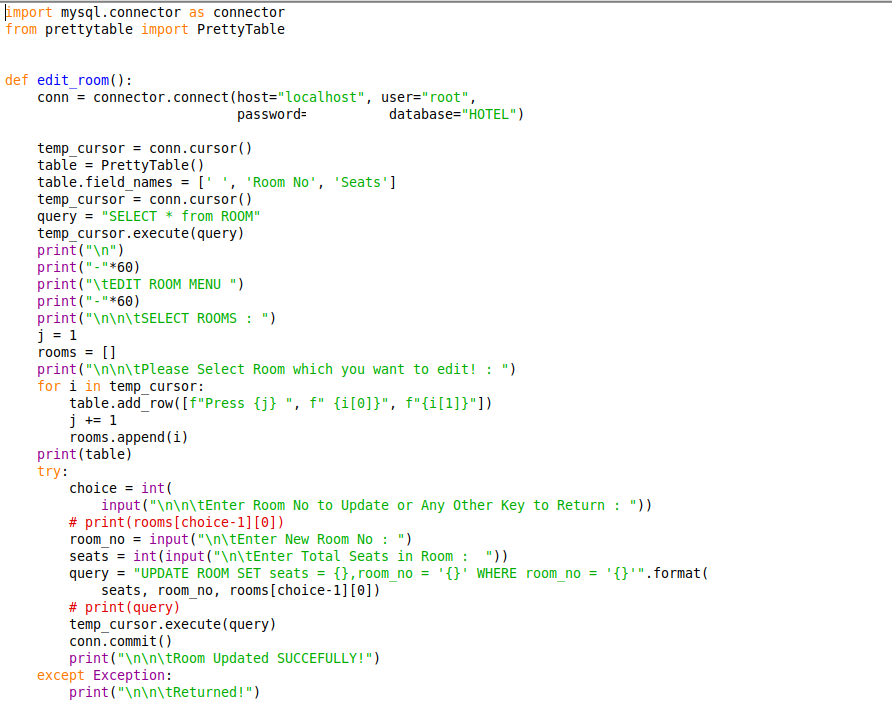 import mysql.connector as connector
from prettytable import PrettyTable
def edit_room():
    conn = connector.connect(host="localhost", user="root",
                             password=          database="HOTEL")
    temp_cursor = conn.cursor()
    table = PrettyTable()
    table.field_names = [' ', 'Room No', 'Seats']
    temp_cursor = conn.cursor()
    query = "SELECT * from ROOM"
    temp_cursor.execute(query)
    print("\n")
    print("-"*60)
    print("\tEDIT ROOM MENU ")
    print("-"*60)
    print("\n\n\tSELECT ROOMS : ")
    j = 1
    rooms = []
    print("\n\n\tPlease Select Room which you want to edit! : ")
    for i in temp_cursor:
        table.add_row([f"Press {j} ", f" {i[0]}", f"{i[1]}"])
        j += 1
        rooms.append(i)
    print(table)
    try:
        choice = int(
            input("\n\n\tEnter Room No to Update or Any Other Key to Return : "))
        # print(rooms[choice-1][0])
        room_no = input("\n\tEnter New Room No : ")
        seats = int(input("\n\tEnter Total Seats in Room :  "))
        query = "UPDATE ROOM SET seats = {},room_no = '{}' WHERE room_no = '{}'".format(
            seats, room_no, rooms[choice-1][0])
        # print(query)
        temp_cursor.execute(query)
        conn.commit()
        print("\n\n\tRoom Updated SUCCEFULLY!")
    except Exception:
        print("\n\n\tReturned!")